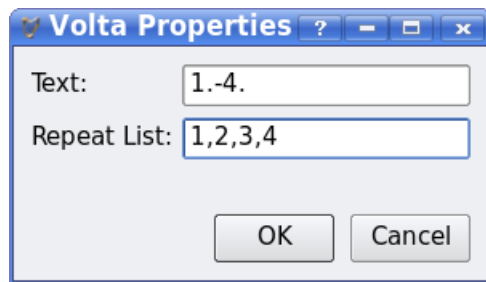 Volta Properties ?
Text: 1.-4.
Repeat List: 1,2,3,4
OK Cancel